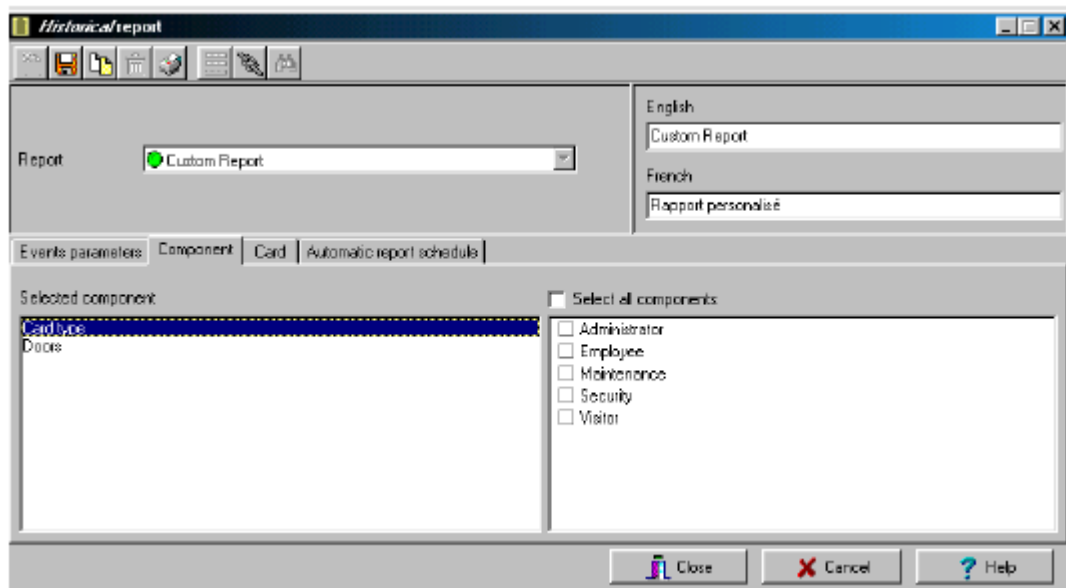 Historical report
English
Custom Report
Report
Custom Report
French
Rapport personalisé
Events parameters
Component
Card
Automatic report schedule
Selected component
Select all components
Card type
Doors
Administrator
Employee
Maintenance
Security
Visitor
Close
Cancel
Help